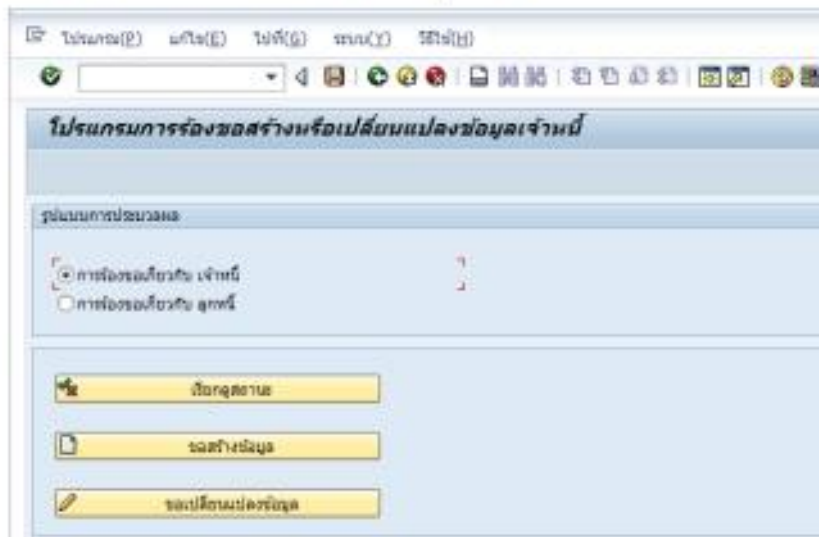 โปรแกรม(P) แก้ไข(E) ไปที่(G) ระบบ(Y) วิธีใช้(H)
โปรแกรมการร้องขอสร้างหรือเปลี่ยนแปลงข้อมูลเจ้าหนี้
รูปแบบการประมวลผล
การร้องขอเกี่ยวกับ เจ้าหนี้
การร้องขอเกี่ยวกับ ลูกหนี้
เรียกดูสถานะ
ขอสร้างข้อมูล
ขอเปลี่ยนแปลงข้อมูล